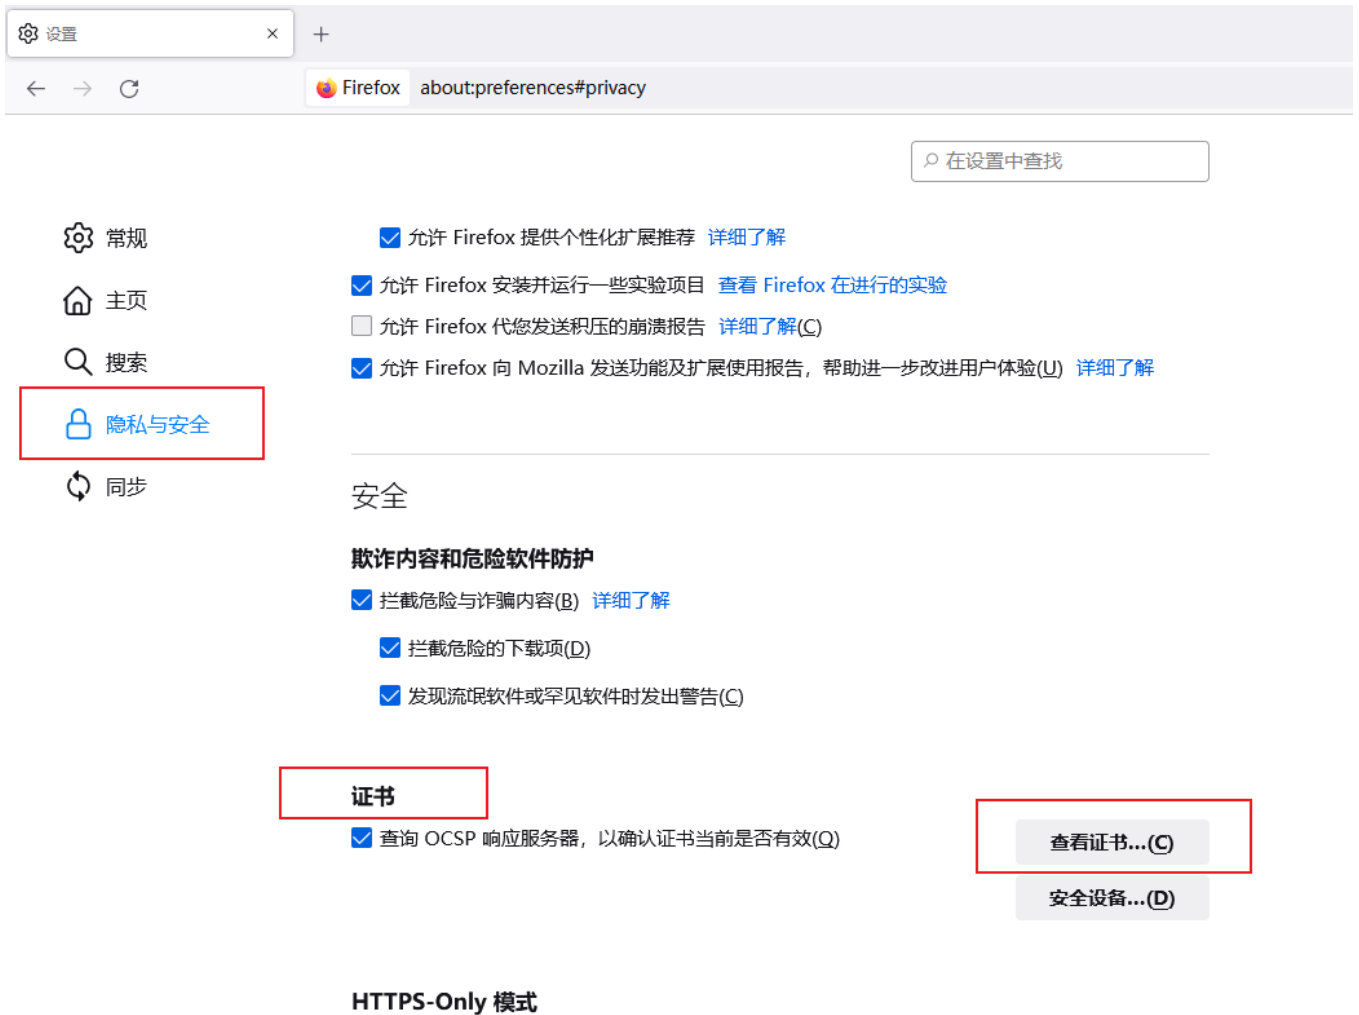 设置
Firefox about:preferences#privacy
在设置中查找
常规
主页
搜索
隐私与安全
同步
允许 Firefox 提供个性化扩展推荐 详细了解
允许 Firefox 安装并运行一些实验项目 查看 Firefox 在进行的实验
允许 Firefox 代您发送积压的崩溃报告 详细了解(C)
允许 Firefox 向 Mozilla 发送功能及扩展使用报告，帮助进一步改进用户体验(U) 详细了解
安全
欺诈内容和危险软件防护
拦截危险与诈骗内容(B) 详细了解
拦截危险的下载项(D)
发现流氓软件或罕见软件时发出警告(C)
证书
查询 OCSP 响应服务器，以确认证书当前是否有效(Q)
查看证书...(C)
安全设备...(D)
HTTPS-Only 模式